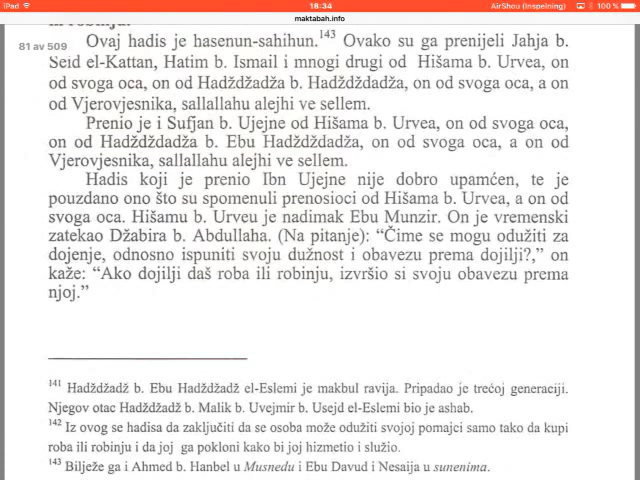 iPad
18:34
AirShou (Inspelning)
100 %
maktabah.info
ni robinju.
81 av 509
Ovaj hadis je hasenun-sahihun.143 Ovako su ga prenijeli Jahja b.
Seid el-Kattan, Hatim b. Ismail i mnogi drugi od Hišama b. Urvea, on
od svoga oca, on od Hadždžadža b. Hadždždadža, on od svoga oca, a on
od Vjerovjesnika, sallallahu alejhi ve sellem.
Prenio je i Sufjan b. Ujejne od Hišama b. Urvea, on od svoga oca,
on od Hadždždadža b. Ebu Hadždždadža, on od svoga oca, a on od
Vjerovjesnika, sallallahu alejhi ve sellem.
Hadis koji je prenio Ibn Ujejne nije dobro upamćen, te je
pouzdano ono što su spomenuli prenosioci od Hišama b. Urvea, a on od
svoga oca. Hišamu b. Urveu je nadimak Ebu Munzir. On je vremenski
zatekao Džabira b. Abdullaha. (Na pitanje): “Čime se mogu odužiti za
dojenje, odnosno ispuniti svoju dužnost i obavezu prema dojilji?,” on
kaže: “Ako dojilji daš roba ili robinju, izvršio si svoju obavezu prema
njoj.”
141 Hadždžadž b. Ebu Hadždžadž el-Eslemi je makbul ravija. Pripadao je trećoj generaciji.
Njegov otac Hadždžadž b. Malik b. Uvejmir b. Usejd el-Eslemi bio je ashab.
142 Iz ovog se hadisa da zaključiti da se osoba može odužiti svojoj pomajci samo tako da kupi
roba ili robinju i da joj ga pokloni kako bi joj hizmetio i služio.
143 Bilježe ga i Ahmed b. Hanbel u Musnedu i Ebu Davud i Nesaija u sunenima.